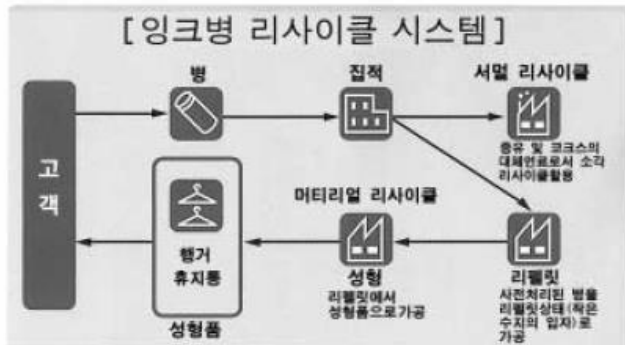 [잉크병 리사이클 시스템]
병
집적
서멀 리사이클
중유 및 코크스의
대체연료로서 소각
리사이클활용
고객
행거
휴지통
성형품
머티리얼 리사이클
성형
리펠릿에서
성형품으로가공
리펠릿
사전처리된 병을
리펠릿상태(작은
수지의 입자)로
가공